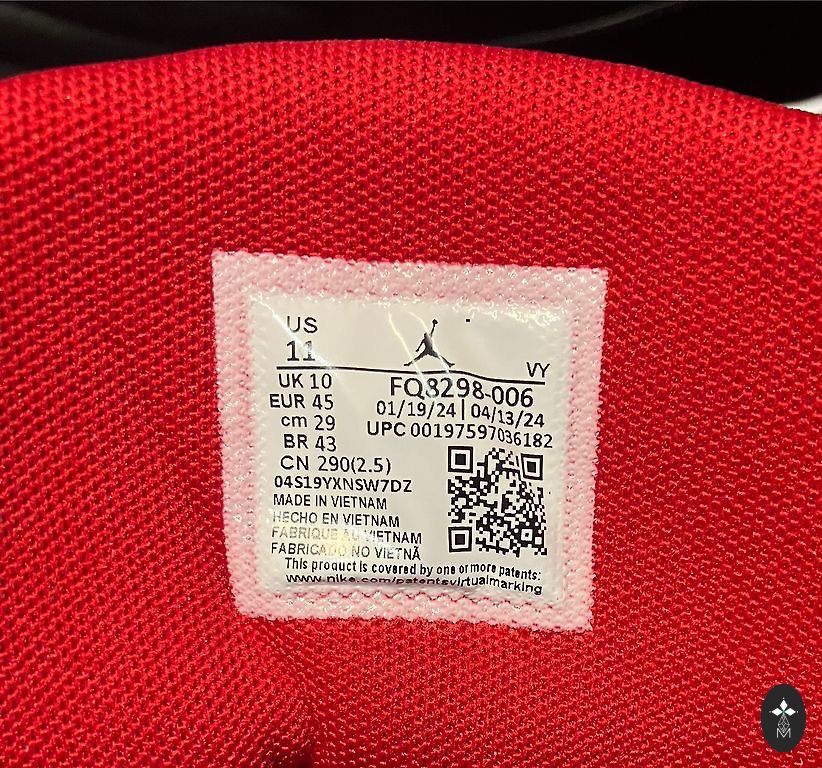 US
11
VY
UK 10
EUR 45
cm 29
BR 43
CN 290(2.5)
FQ8298-006
01/19/24 | 04/13/24
UPC 00197597036182
04S19YXNSW7DZ
MADE IN VIETNAM
HECHO EN VIETNAM
FABRIQUE AU VIETNAM
FABRICADO NO VIETNÃ
This product is covered by one or more patents:
www.nike.com/patentsvirtualmarking
M